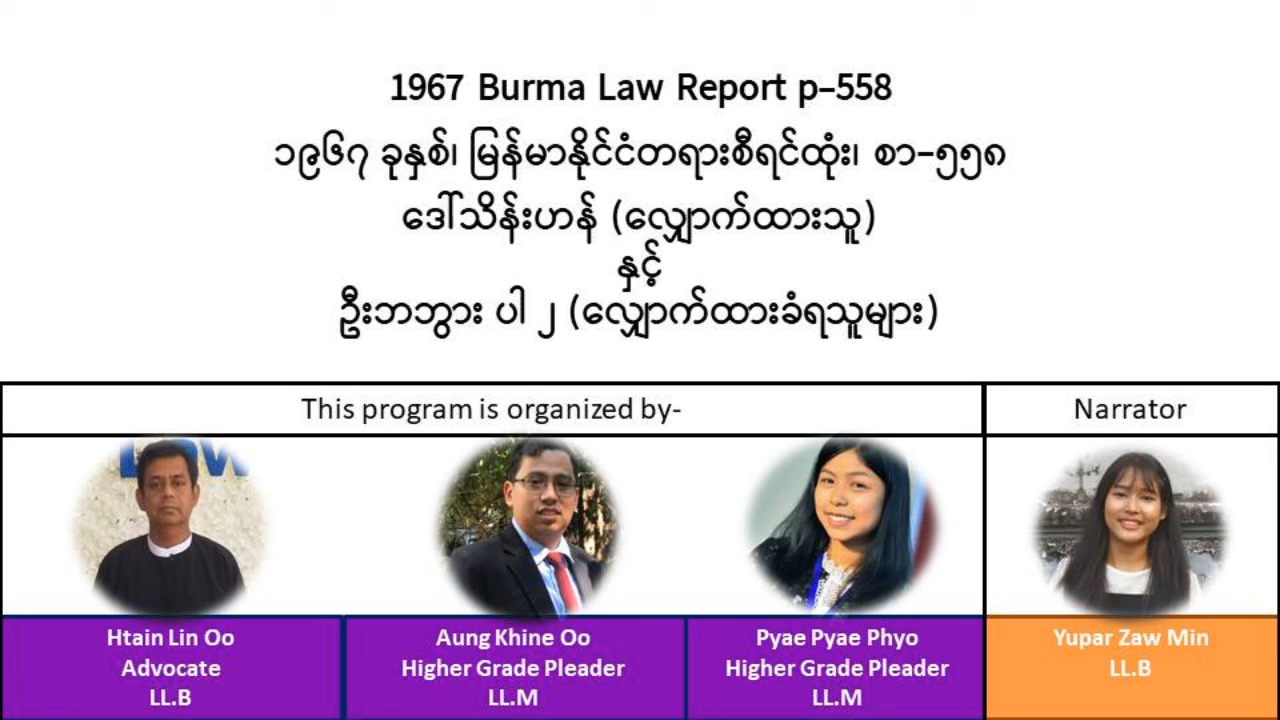 1967 Burma Law Report p-558
၁၉၆၇ ခုနှစ်၊ မြန်မာနိုင်ငံတရားစီရင်ထုံး၊ စာ-၅၅၈
ဒေါ်သိန်းဟန် (လျှောက်ထားသူ)
နှင့်
ဦးဘဘွား ပါ ၂ (လျှောက်ထားခံရသူများ)
This program is organized by-
Narrator
LAW
Htain Lin Oo
Advocate
LL.B
Aung Khine Oo
Higher Grade Pleader
LL.M
Pyae Pyae Phyo
Higher Grade Pleader
LL.M
Yupar Zaw Min
LL.B